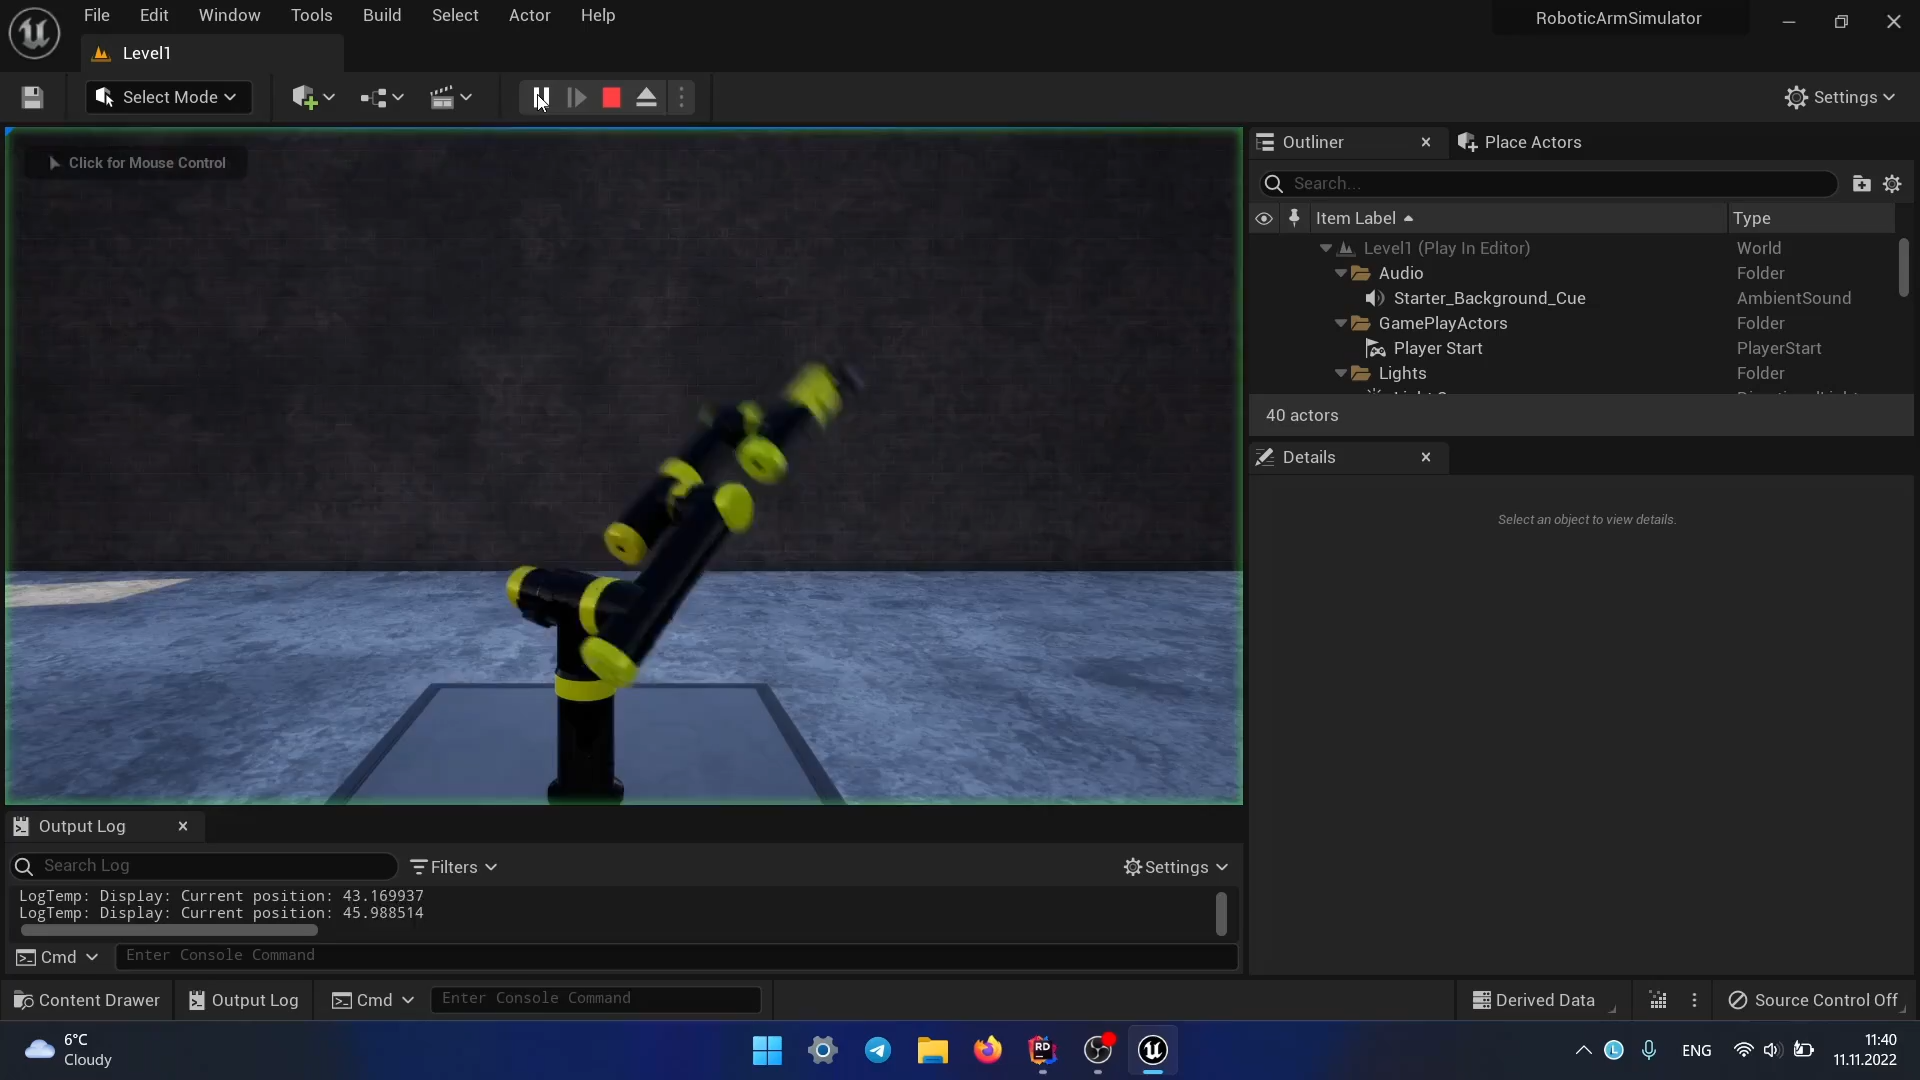 File Edit Window Tools Build Select Actor Help
RoboticArmSimulator
Level1
Select Mode
Settings
Click for Mouse Control
Outliner
Place Actors
Search...
Item Label Type
Level1 (Play In Editor) World
Audio Folder
Starter_Background_Cue AmbientSound
GamePlayActors Folder
Player Start PlayerStart
Lights Folder
40 actors
Details
Select an object to view details.
Output Log
Search Log
Filters
Settings
LogTemp: Display: Current position: 43.169937
LogTemp: Display: Current position: 45.988514
Cmd
Enter Console Command
Content Drawer
Output Log
Cmd
Enter Console Command
Derived Data
Source Control Off
6°C
Cloudy
RD
L
ENG
11:40
11.11.2022